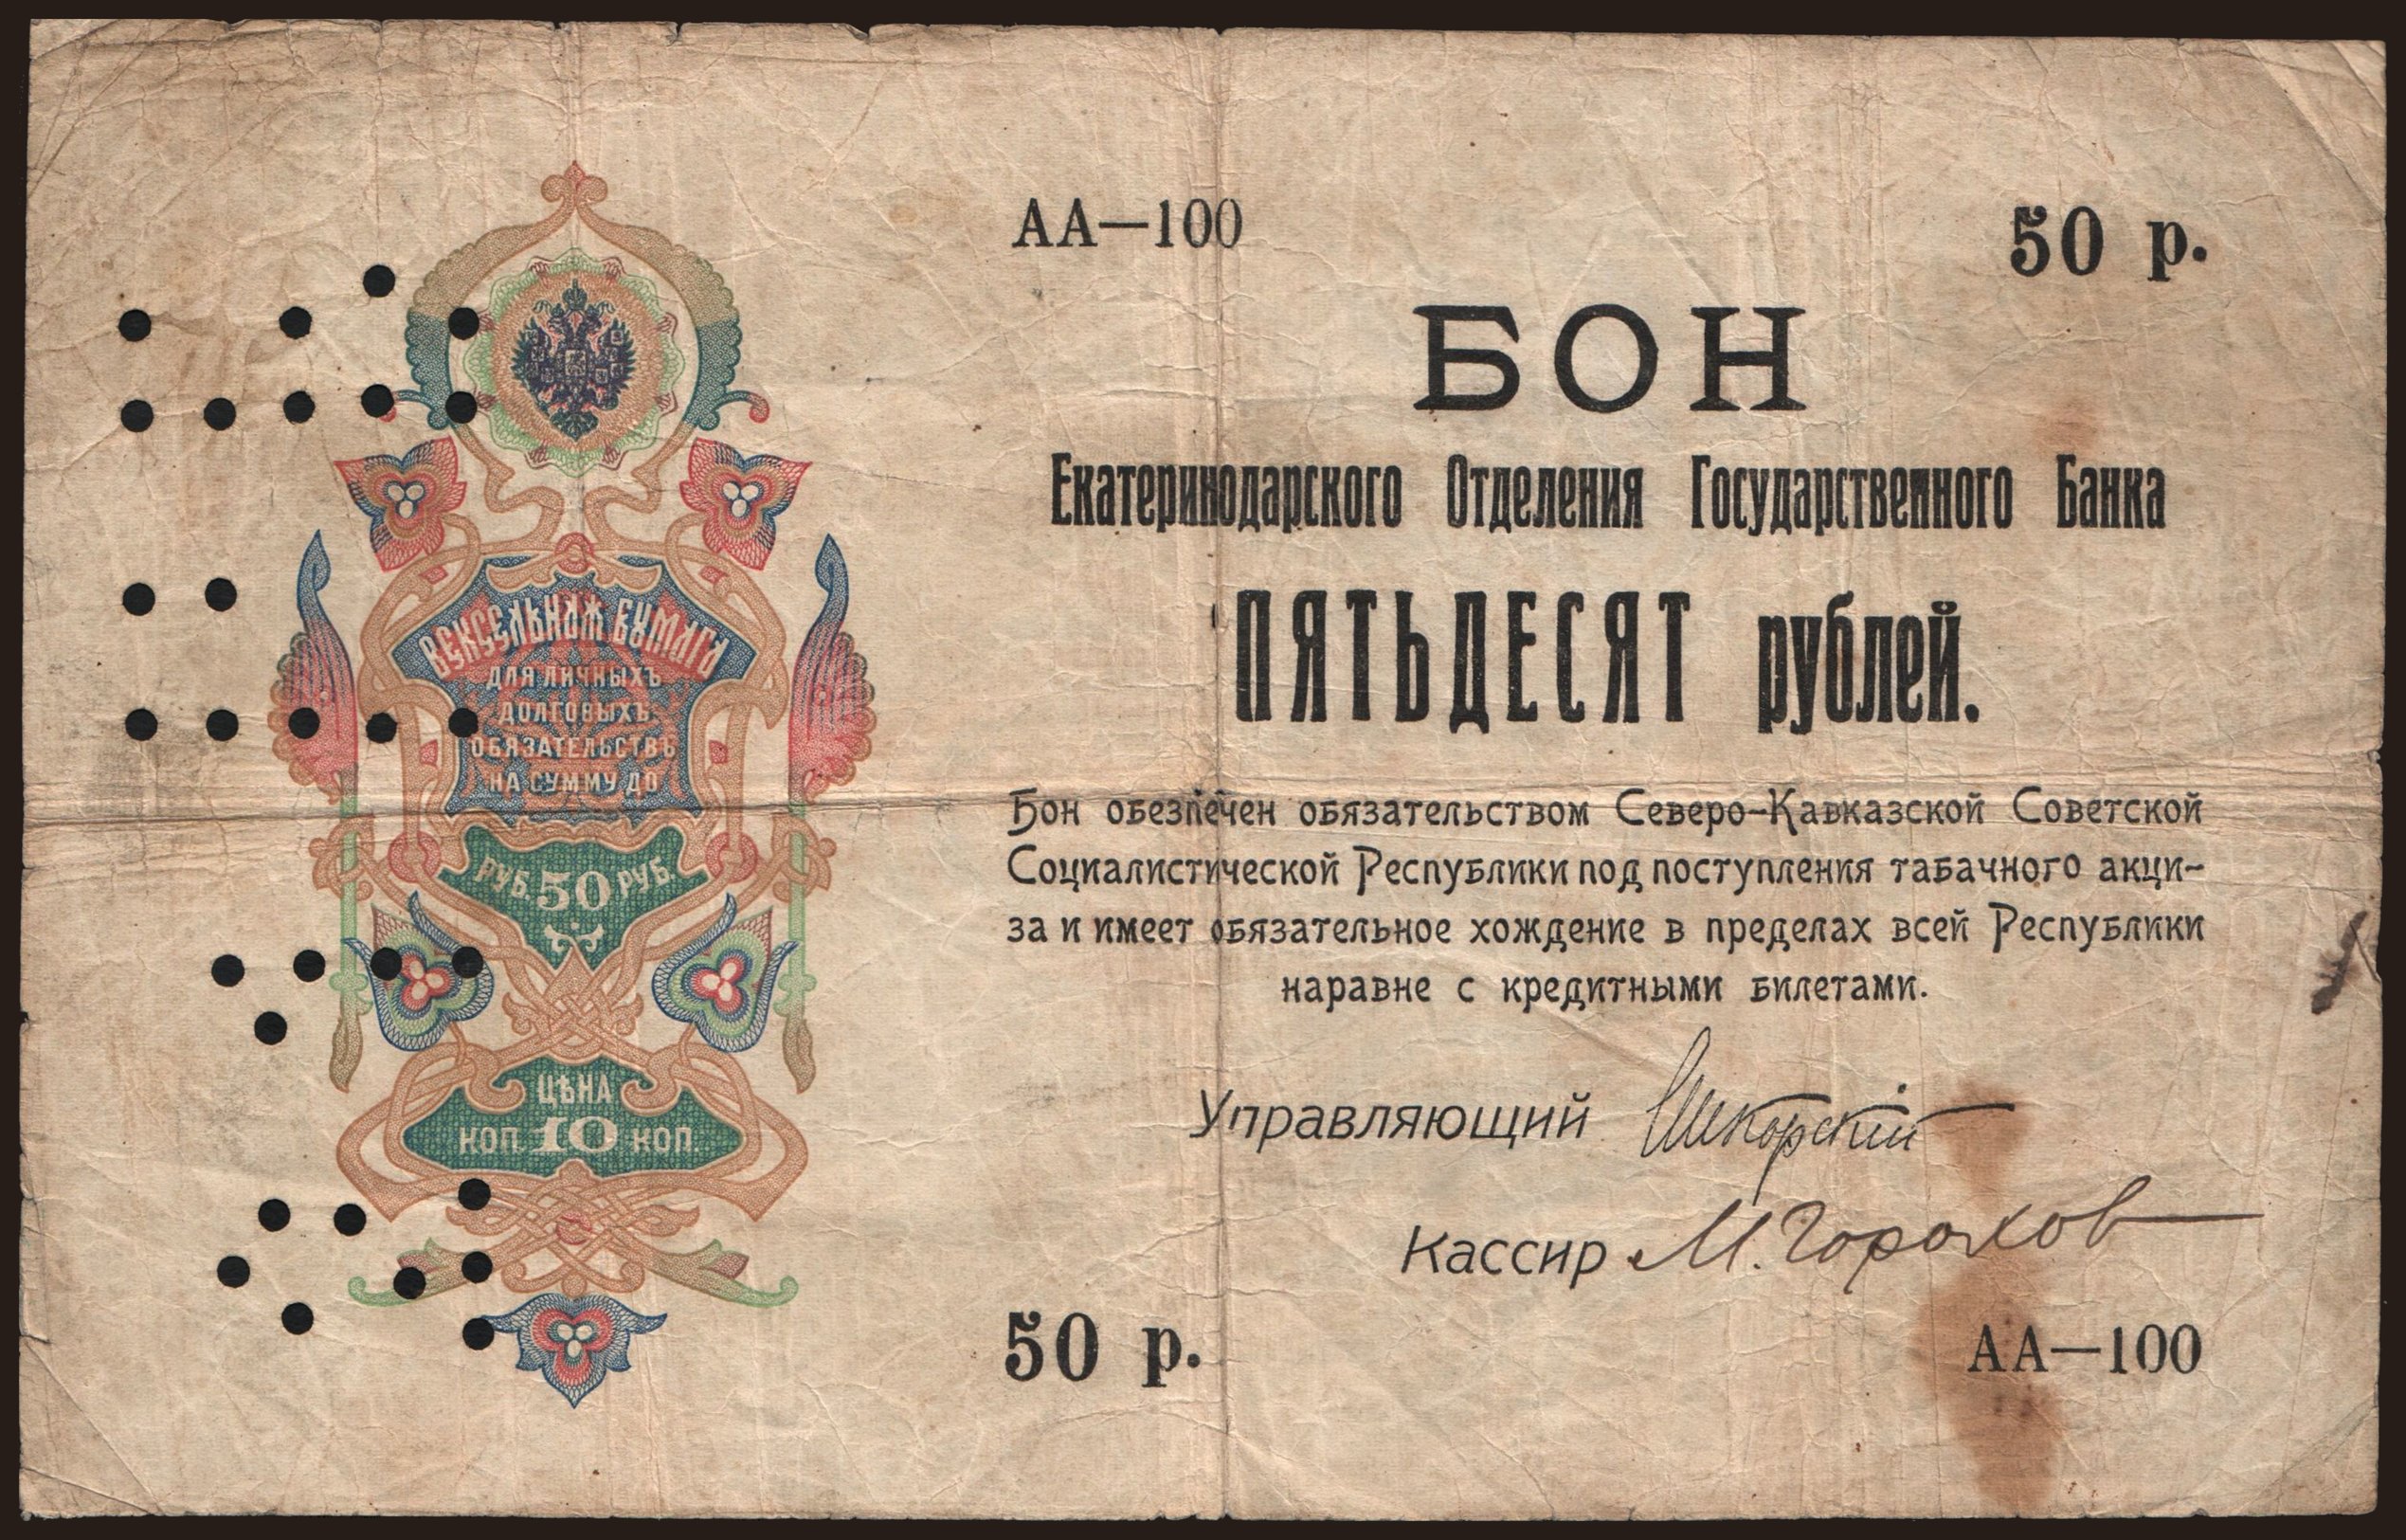 АА—100
50 р.
БОН
Екатеринодарского Отделения Государственного Банка
ПЯТЬДЕСЯТ рублей.
Бон обезпечен обязательством Северо-Кавказской Советской
Социалистической Республики под поступления табачного акци-
за и имеет обязательное хождение в пределах всей Республики
наравне с кредитными билетами.
Управляющий Шкорскій
Кассир М. Горохов
50 р.
АА—100
ВЕКСЕЛЬНАЯ БУМАГА
ДЛЯ ЛИЧНЫХЪ
ДОЛГОВЫХЪ
ОБЯЗАТЕЛЬСТВЪ
НА СУММУ ДО
РУБ. 50 РУБ.
ЦѢНА
КОП. 10 КОП.